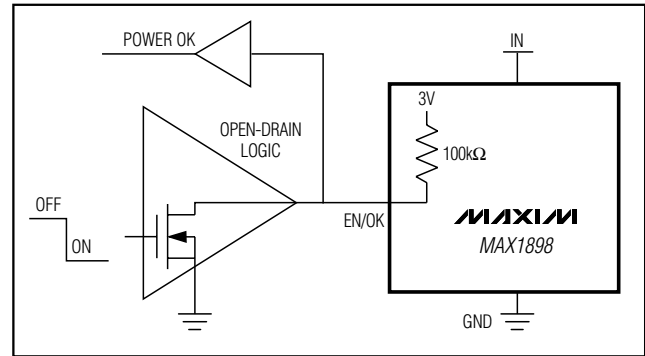 POWER OK
IN
3V
OPEN-DRAIN
LOGIC
100kΩ
OFF
EN/OK
MAXIM
ON
MAX1898
GND